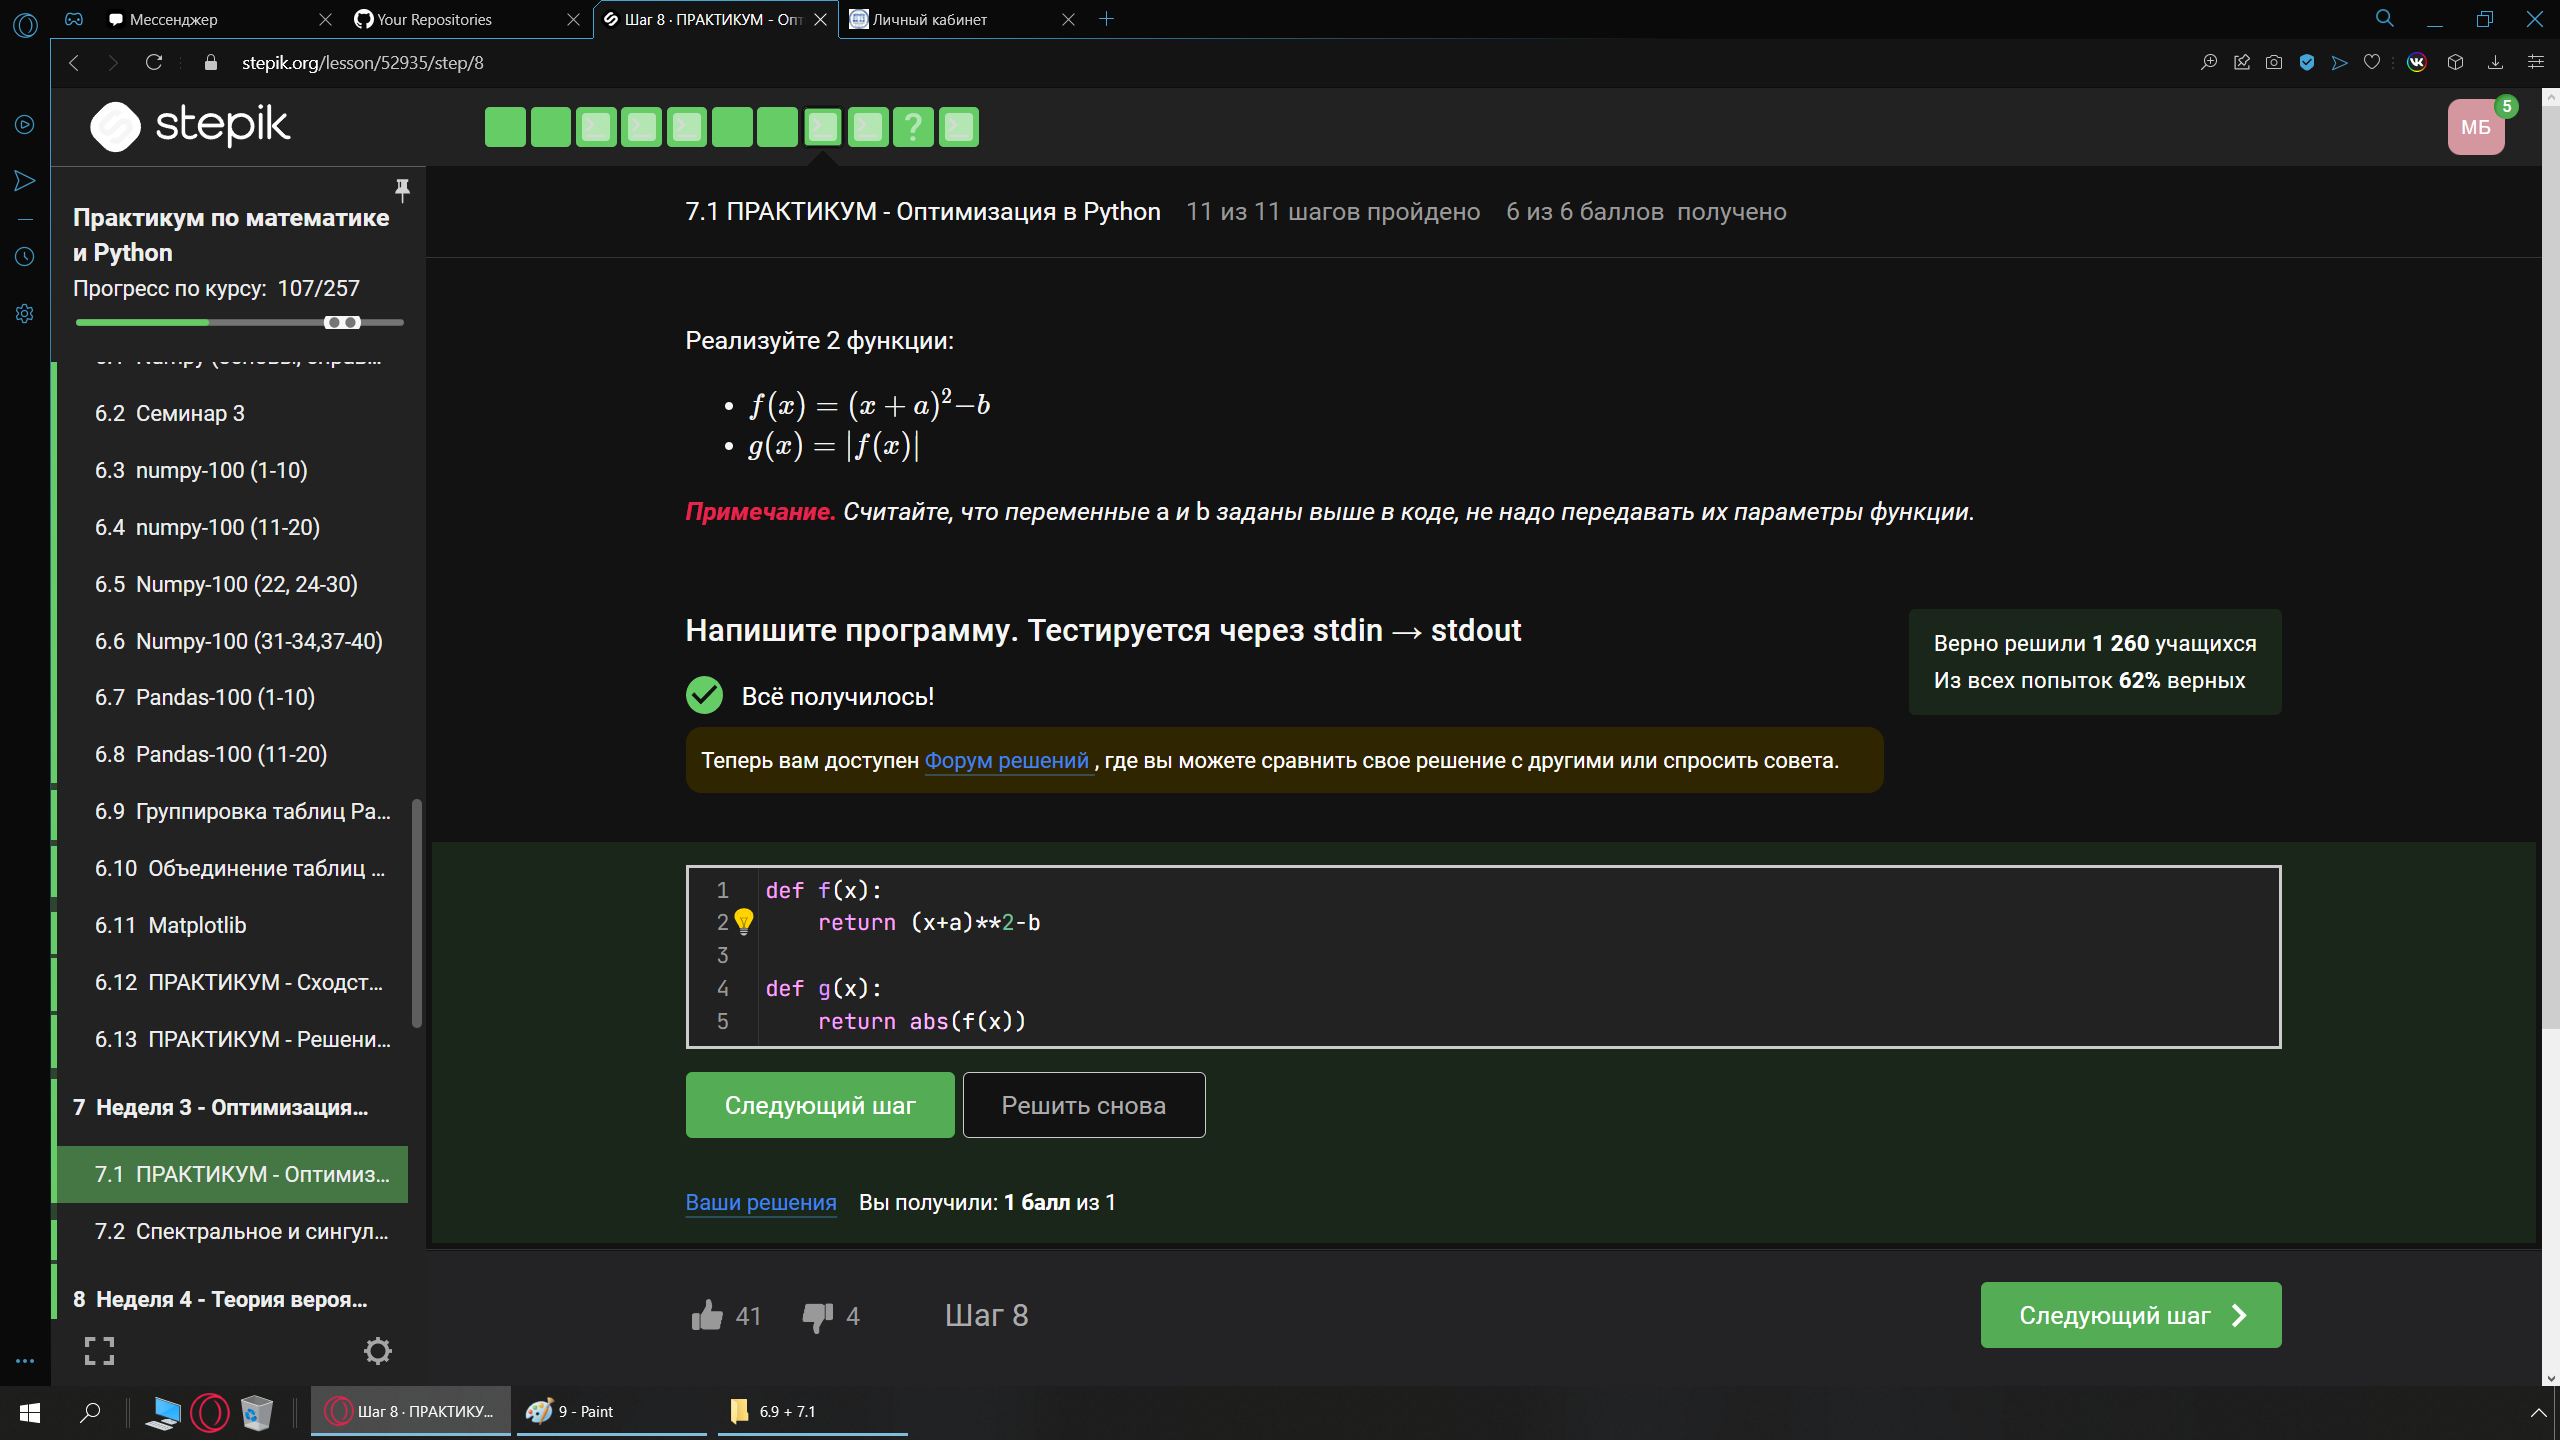 Мессенджер
Your Repositories
Шаг 8 · ПРАКТИКУМ - Опт
Личный кабинет
stepik.org/lesson/52935/step/8
stepik
?
МБ
5
Практикум по математике
и Python
Прогресс по курсу: 107/257
6.2 Семинар 3
6.3 numpy-100 (1-10)
6.4 numpy-100 (11-20)
6.5 Numpy-100 (22, 24-30)
6.6 Numpy-100 (31-34,37-40)
6.7 Pandas-100 (1-10)
6.8 Pandas-100 (11-20)
6.9 Группировка таблиц Pa...
6.10 Объединение таблиц ...
6.11 Matplotlib
6.12 ПРАКТИКУМ - Сходст...
6.13 ПРАКТИКУМ - Решени...
7 Неделя 3 - Оптимизация...
7.1 ПРАКТИКУМ - Оптимиз...
7.2 Спектральное и сингул...
8 Неделя 4 - Теория вероя...
7.1 ПРАКТИКУМ - Оптимизация в Python 11 из 11 шагов пройдено 6 из 6 баллов получено
Реализуйте 2 функции:
• f(x) = (x + a)²−b
• g(x) = |f(x)|
Примечание. Считайте, что переменные a и b заданы выше в коде, не надо передавать их параметры функции.
Напишите программу. Тестируется через stdin → stdout
Верно решили 1 260 учащихся
Из всех попыток 62% верных
Всё получилось!
Теперь вам доступен Форум решений , где вы можете сравнить свое решение с другими или спросить совета.
1 def f(x):
2 return (x+a)**2-b
3
4 def g(x):
5 return abs(f(x))
Следующий шаг
Решить снова
Ваши решения Вы получили: 1 балл из 1
41
4
Шаг 8
Следующий шаг
Шаг 8 · ПРАКТИКУ...
9 - Paint
6.9 + 7.1